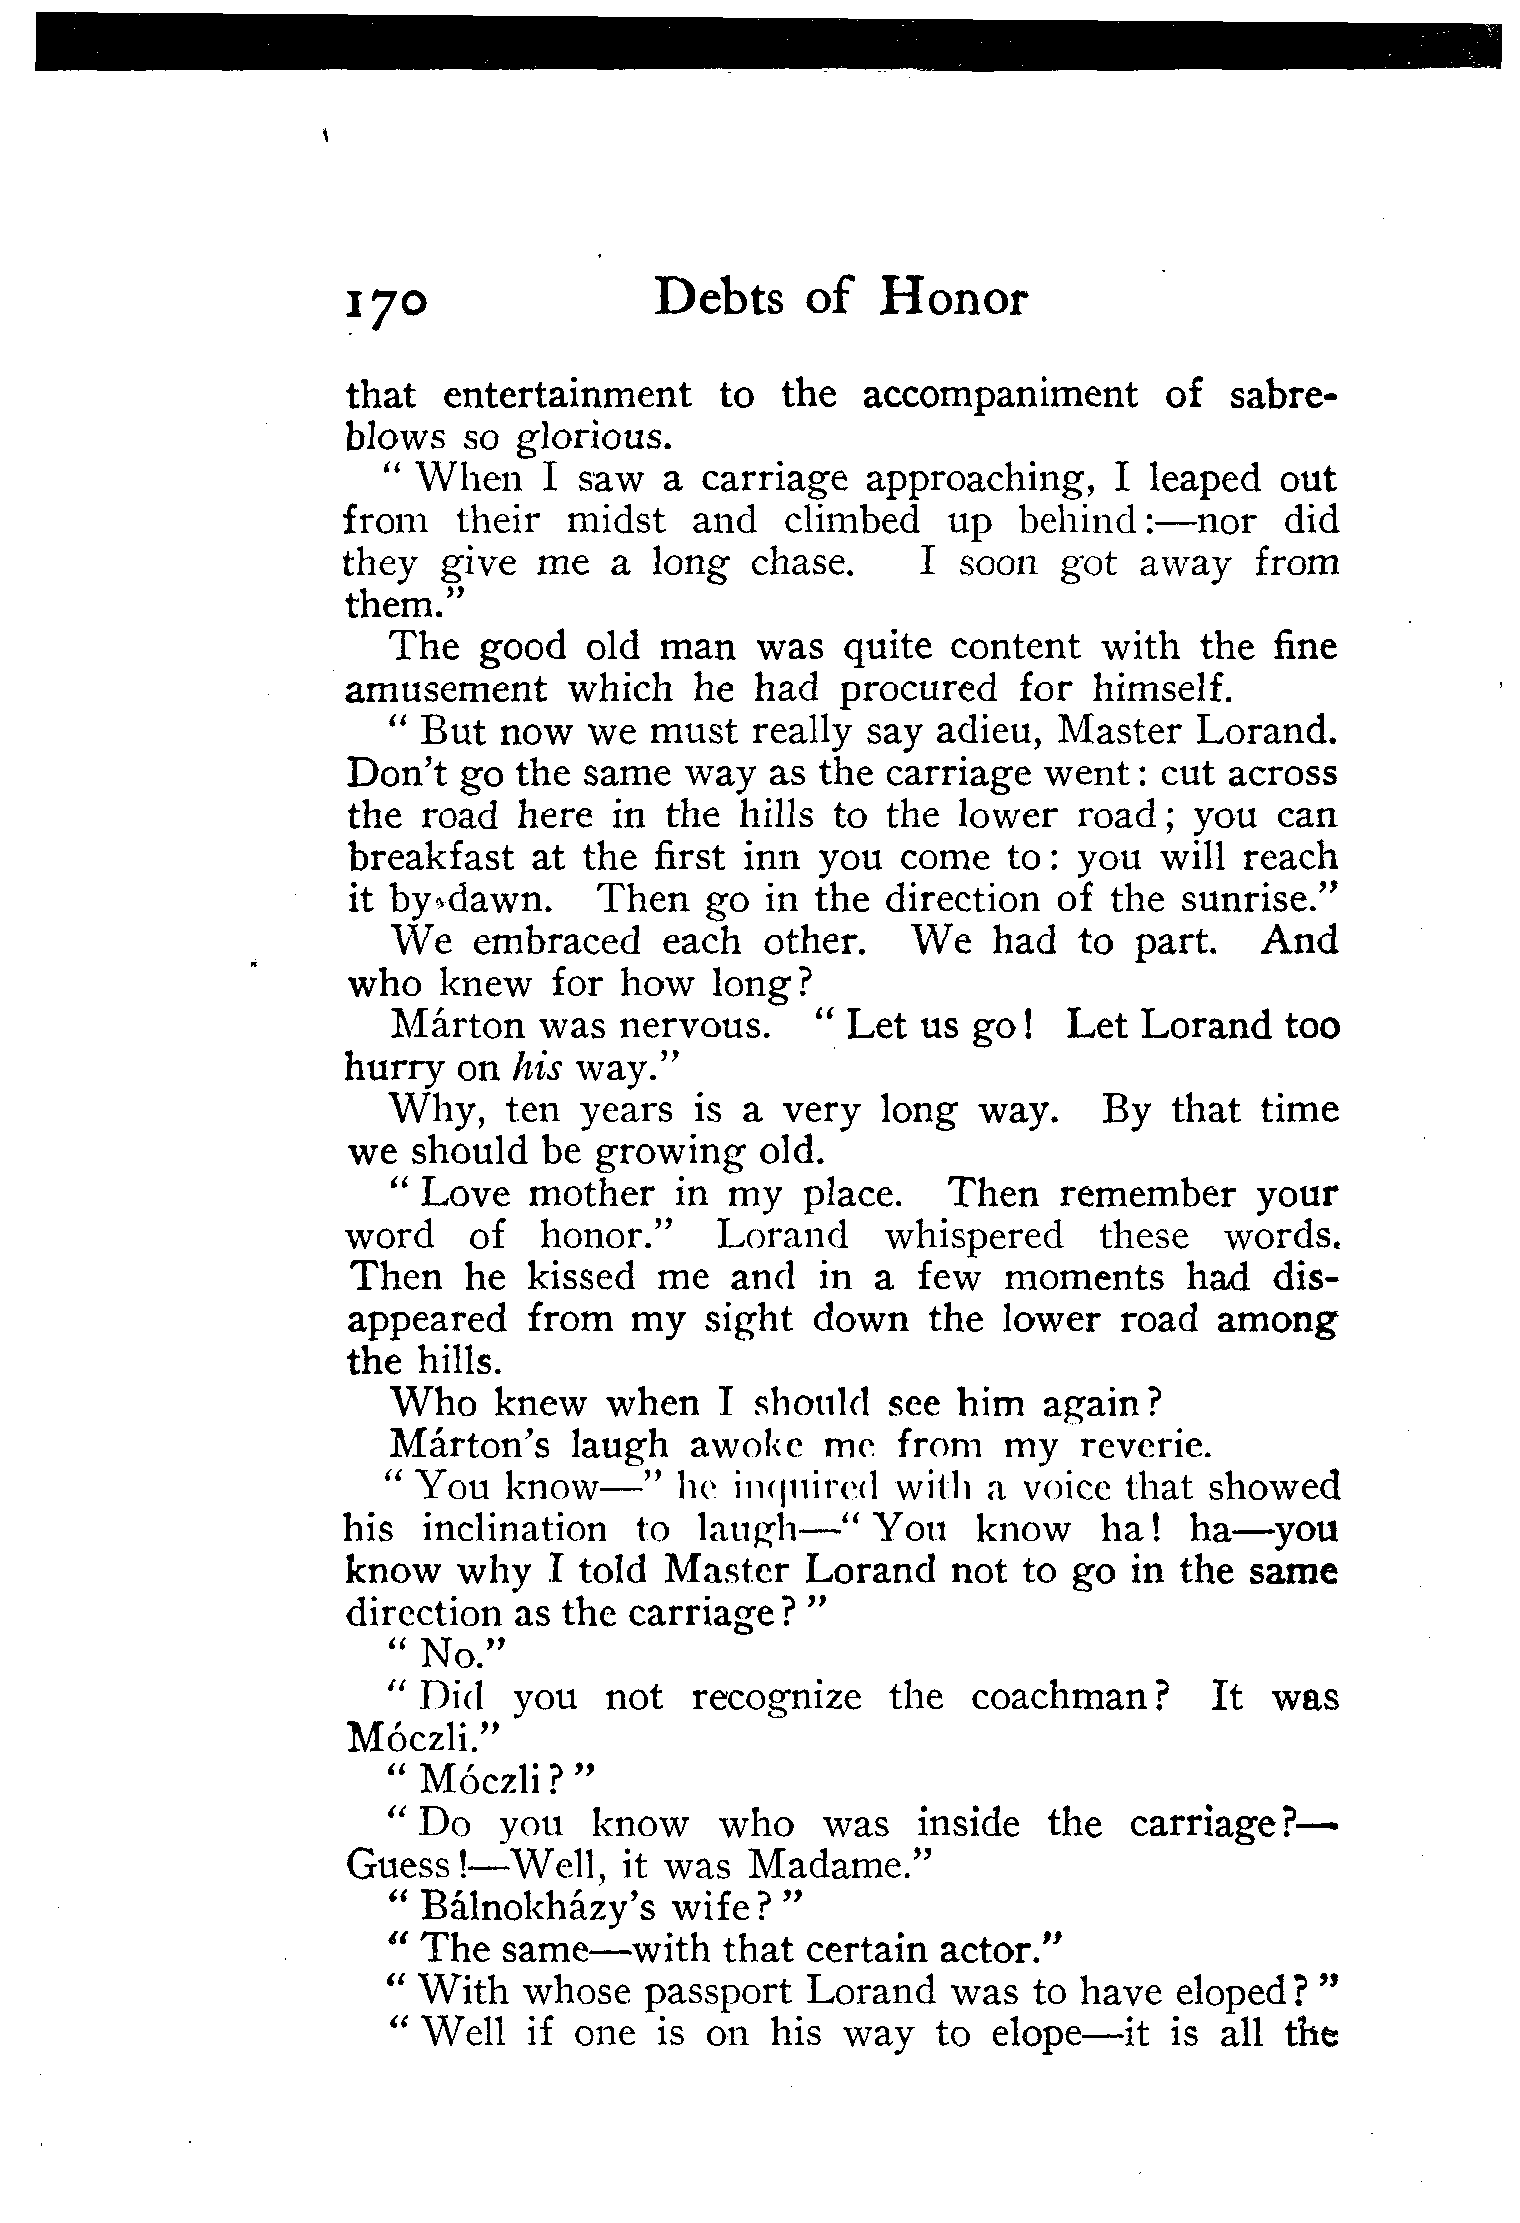 170 Debts of Honor
that entertainment to the accompaniment of sabre-
blows so glorious.
" When I saw a carriage approaching, I leaped out
from their midst and climbed up behind:—nor did
they give me a long chase. I soon got away from
them."
The good old man was quite content with the fine
amusement which he had procured for himself.
" But now we must really say adieu, Master Lorand.
Don't go the same way as the carriage went: cut across
the road here in the hills to the lower road; you can
breakfast at the first inn you come to: you will reach
it by dawn. Then go in the direction of the sunrise."
We embraced each other. We had to part. And
who knew for how long?
Márton was nervous. " Let us go! Let Lorand too
hurry on his way."
Why, ten years is a very long way. By that time
we should be growing old.
" Love mother in my place. Then remember your
word of honor." Lorand whispered these words.
Then he kissed me and in a few moments had dis-
appeared from my sight down the lower road among
the hills.
Who knew when I should see him again?
Márton's laugh awoke me from my reverie.
" You know—" he inquired with a voice that showed
his inclination to laugh—" You know ha! ha—you
know why I told Master Lorand not to go in the same
direction as the carriage? "
" No."
" Did you not recognize the coachman? It was
Móczli."
" Móczli? "
" Do you know who was inside the carriage?—
Guess!—Well, it was Madame."
" Bálnokházy's wife? "
" The same—with that certain actor."
" With whose passport Lorand was to have eloped? "
" Well if one is on his way to elope—it is all the